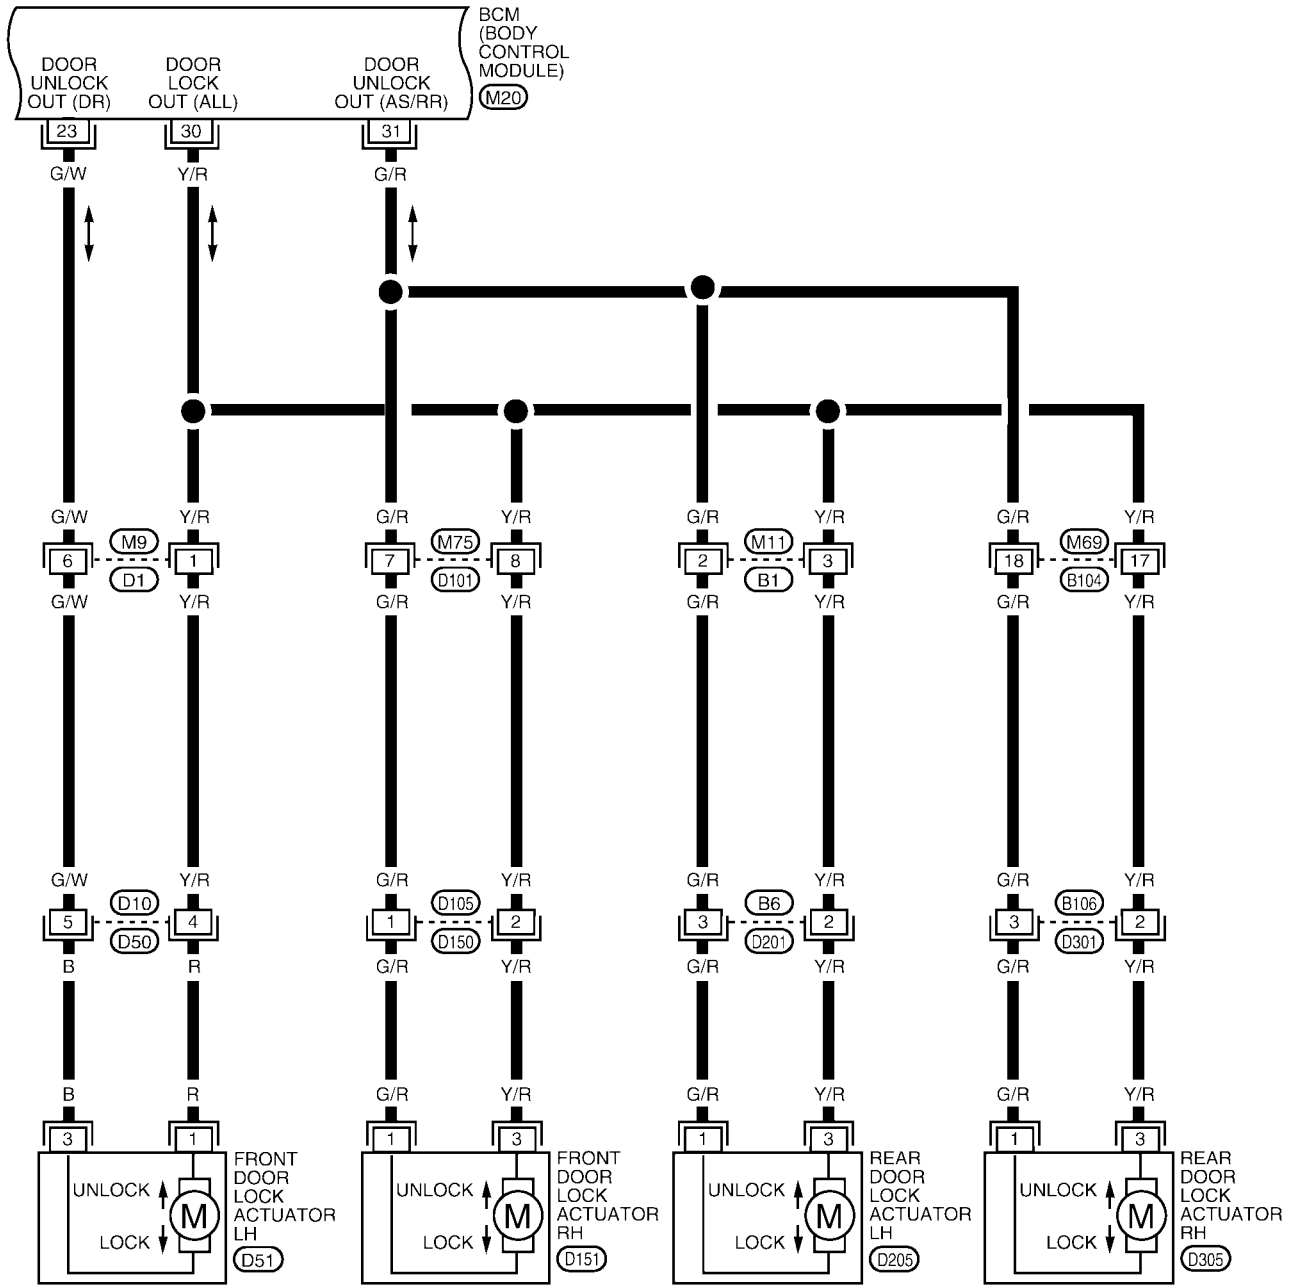 BCM
(BODY
CONTROL
MODULE)
M20
DOOR
UNLOCK
OUT (DR)
DOOR
LOCK
OUT (ALL)
DOOR
UNLOCK
OUT (AS/RR)
23 30 31
G/W Y/R G/R
G/W Y/R G/R Y/R G/R Y/R G/R Y/R
M9 M75 M11 M69
6 1 7 8 2 3 18 17
D1 D101 B1 B104
G/W Y/R G/R Y/R G/R Y/R G/R Y/R
G/W Y/R G/R Y/R G/R Y/R G/R Y/R
D10 D105 B6 B106
5 4 1 2 3 2 3 2
D50 D150 D201 D301
B R G/R Y/R G/R Y/R G/R Y/R
B R G/R Y/R G/R Y/R G/R Y/R
3 1 1 3 1 3 1 3
UNLOCK
LOCK
M
FRONT
DOOR
LOCK
ACTUATOR
LH
D51
UNLOCK
LOCK
M
FRONT
DOOR
LOCK
ACTUATOR
RH
D151
UNLOCK
LOCK
M
REAR
DOOR
LOCK
ACTUATOR
LH
D205
UNLOCK
LOCK
M
REAR
DOOR
LOCK
ACTUATOR
RH
D305